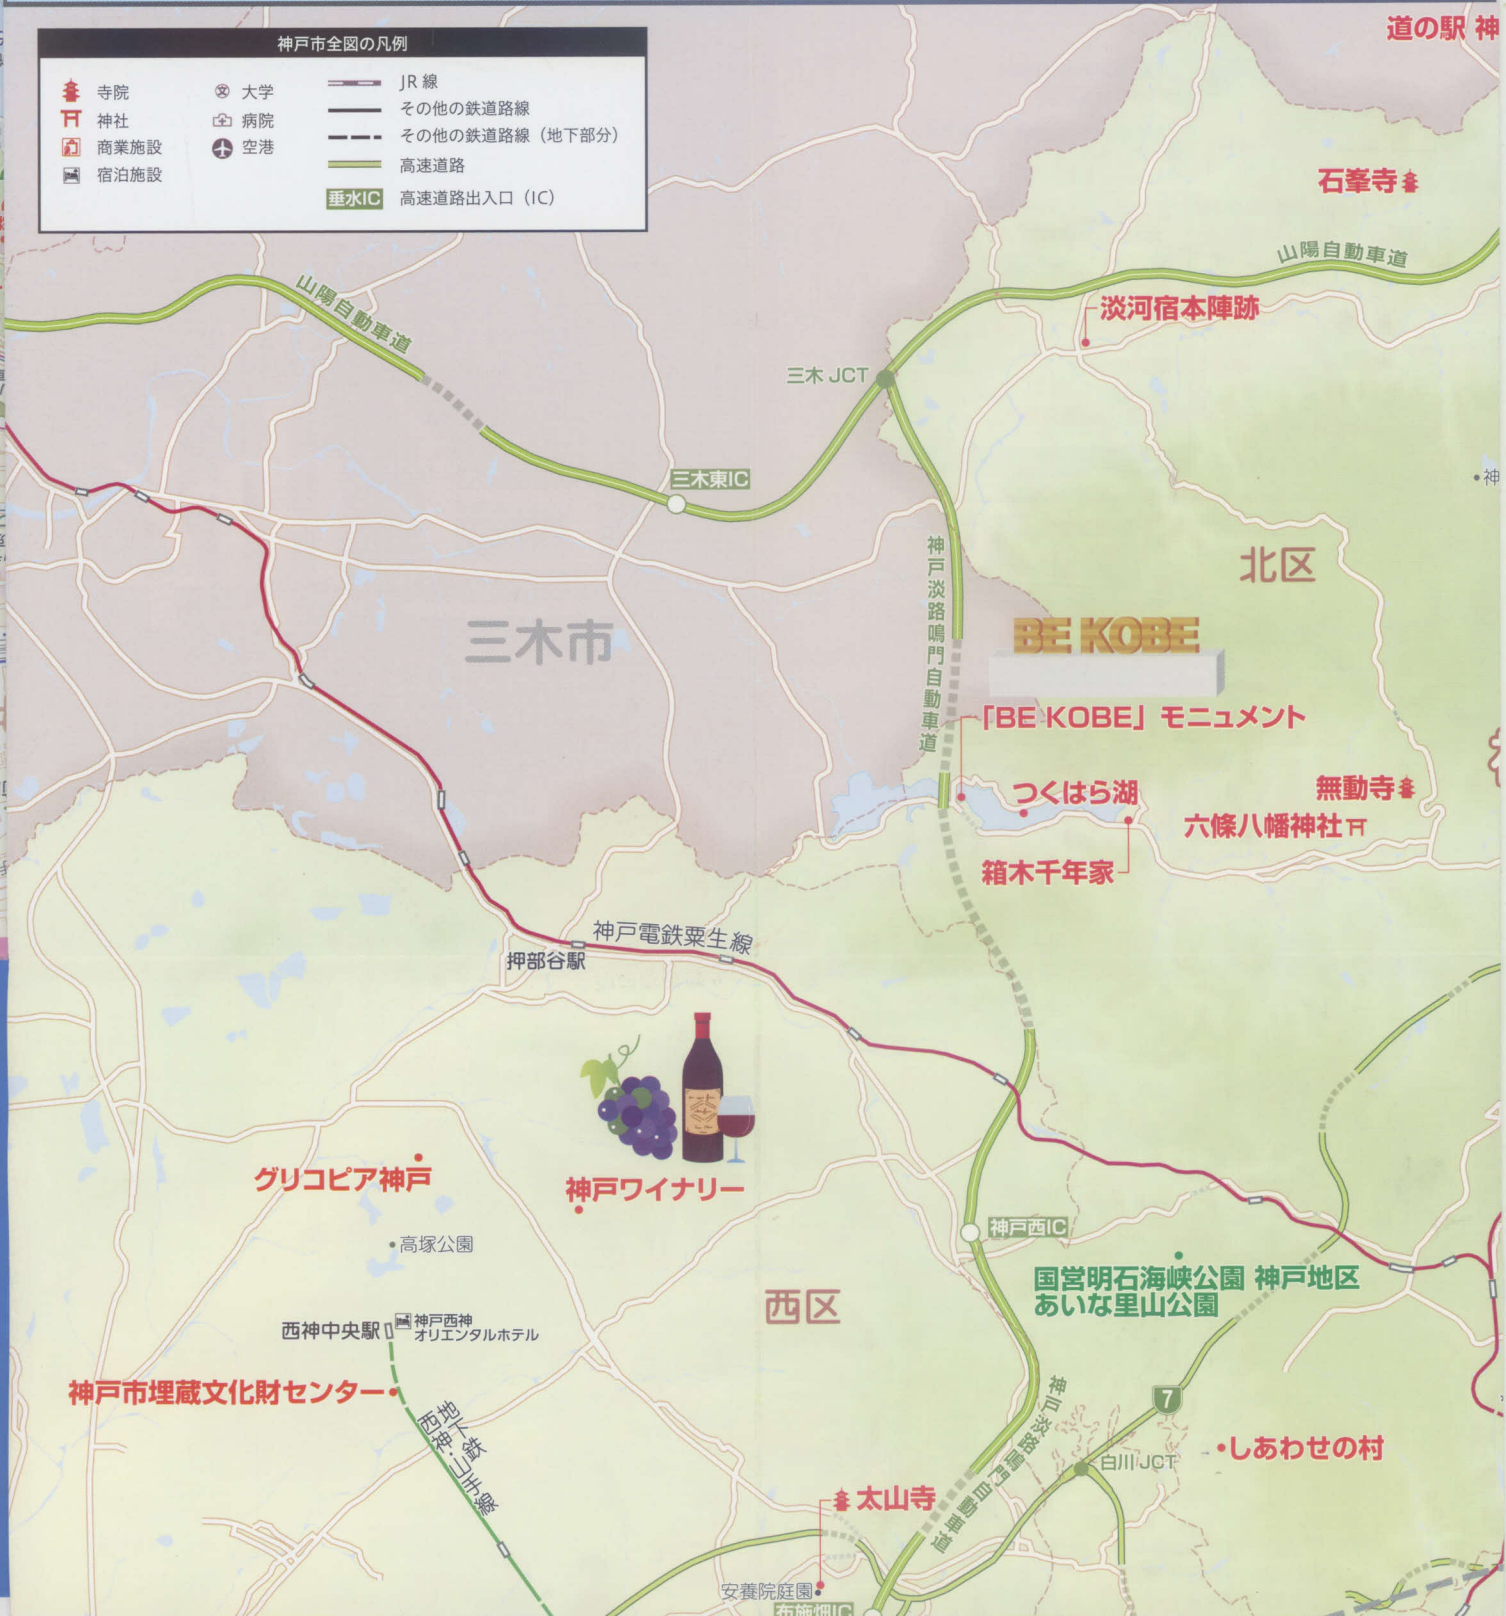 神戸市全図の凡例
寺院
神社
商業施設
宿泊施設
大学
病院
空港
JR 線
その他の鉄道路線
その他の鉄道路線（地下部分）
高速道路
垂水IC 高速道路出入口（IC）
道の駅 神
石峯寺
山陽自動車道
山陽自動車道
淡河宿本陣跡
三木 JCT
三木東IC
・神
神戸淡路鳴門自動車道
北区
三木市
BE KOBE
「BE KOBE」モニュメント
つくはら湖
無動寺
六條八幡神社
箱木千年家
神戸電鉄粟生線
押部谷駅
グリコピア神戸
神戸ワイナリー
高塚公園
神戸西IC
国営明石海峡公園 神戸地区
あいな里山公園
西区
西神中央駅
神戸西神
オリエンタルホテル
神戸市埋蔵文化財センター
地下鉄
西神・山手線
神戸淡路鳴門自動車道
7
しあわせの村
白川 JCT
太山寺
安養院庭園
布施畑IC